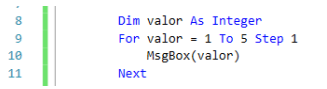 8 Dim valor As Integer
9 For valor = 1 To 5 Step 1
10 MsgBox(valor)
11 Next